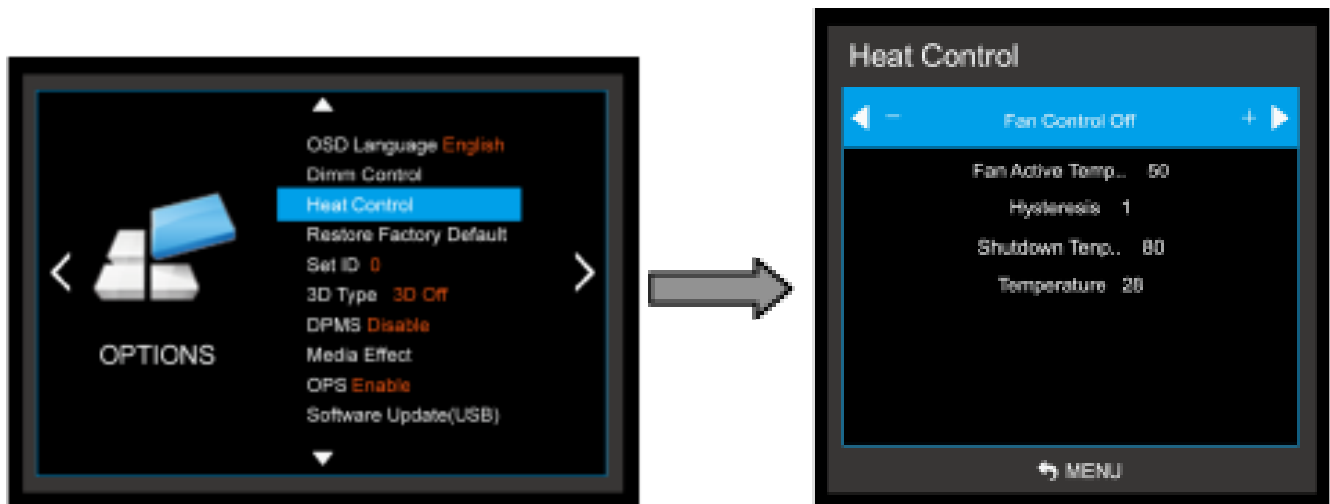 OSD Language English
Dimm Control
Heat Control
Restore Factory Default
Set ID 0
3D Type 3D Off
DPMS Disable
OPTIONS
Media Effect
OPS Enable
Software Update(USB)
Heat Control
- Fan Control Off +
Fan Active Temp.. 50
Hysteresis 1
Shutdown Tenp.. 80
Temperature 28
MENU